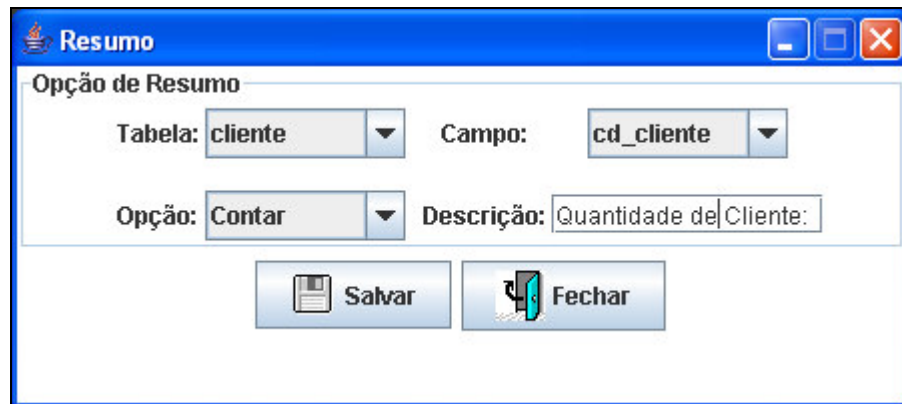 Resumo
Opção de Resumo
Tabela: cliente Campo: cd_cliente
Opção: Contar Descrição: Quantidade de Cliente:
Salvar Fechar